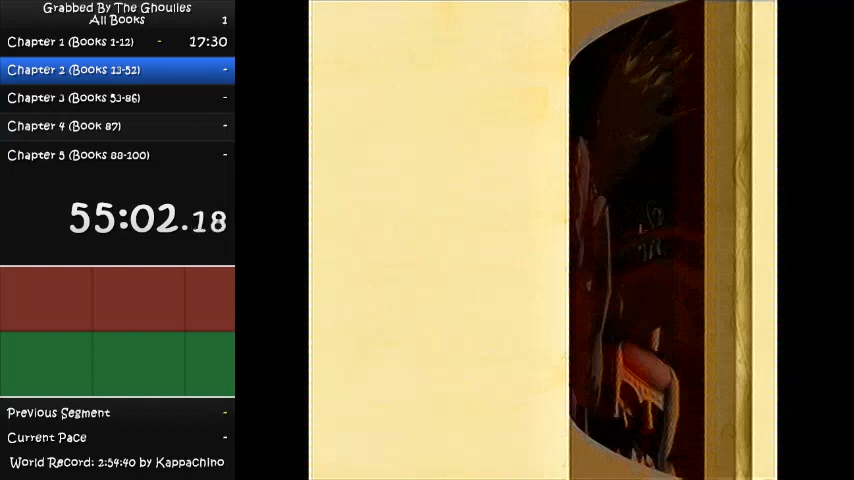 Grabbed By The Ghoulies
All Books 1
Chapter 1 (Books 1-12) - 17:30
Chapter 2 (Books 13-52) -
Chapter 3 (Books 53-86) -
Chapter 4 (Book 87) -
Chapter 5 (Books 88-100) -
55:02.18
Previous Segment -
Current Pace -
World Record: 2:54:40 by Kappachino